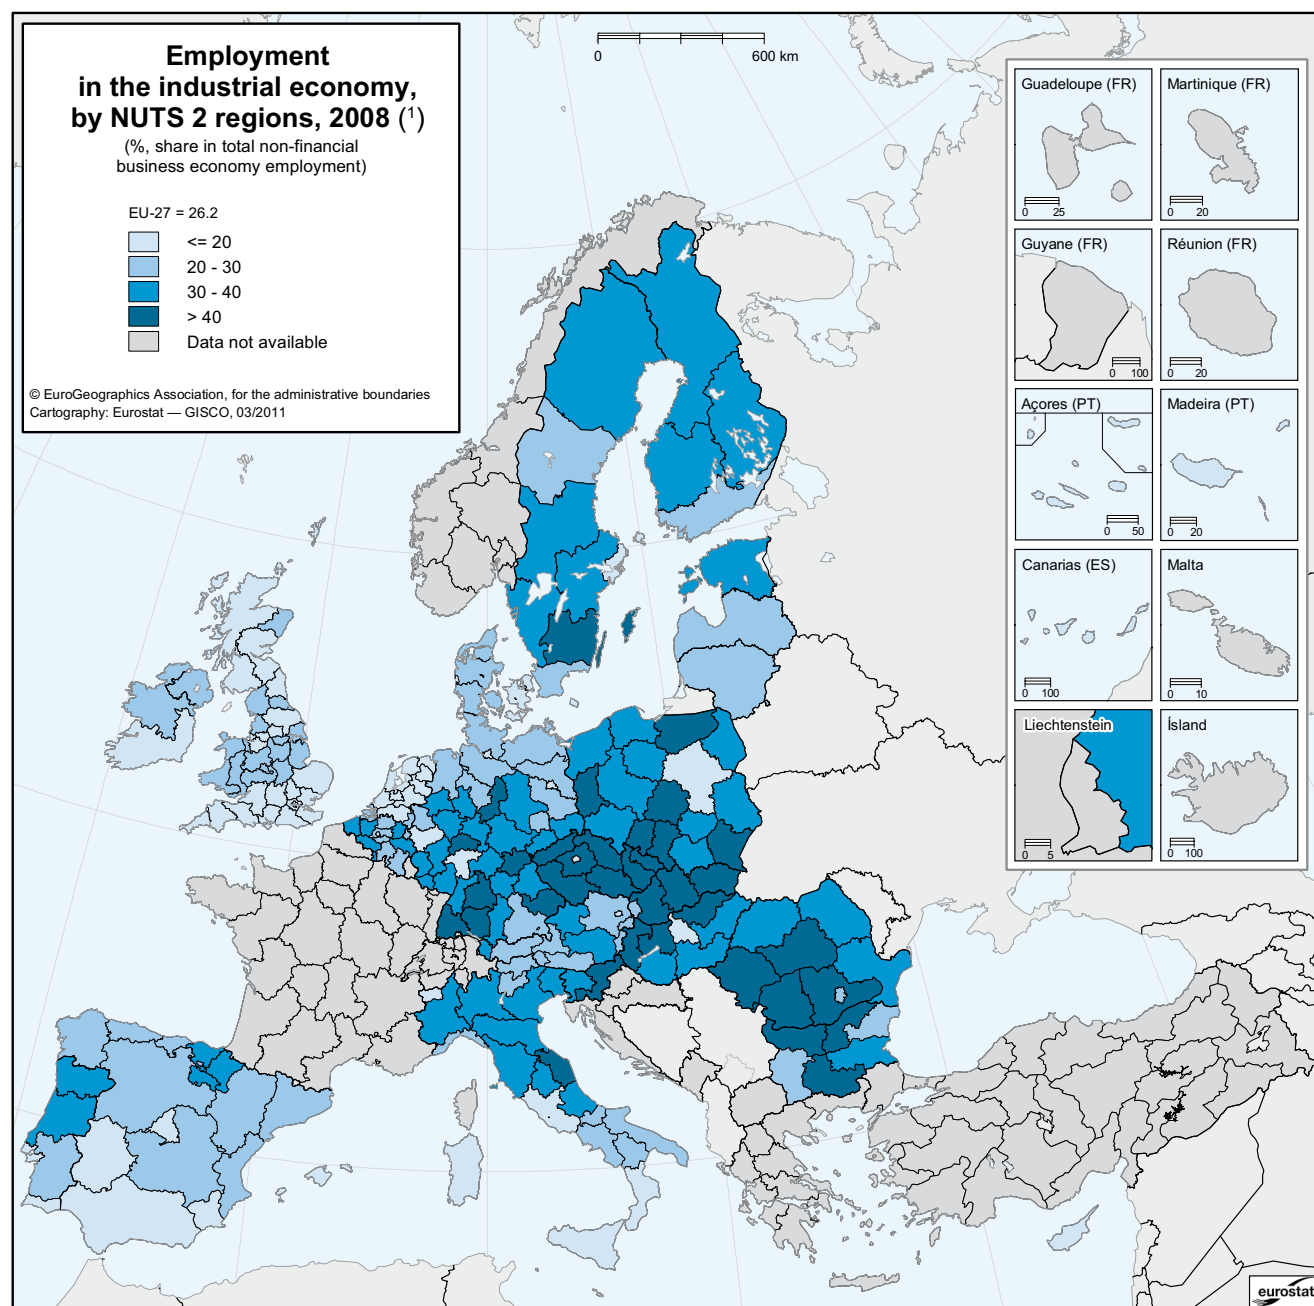 Employment
in the industrial economy,
by NUTS 2 regions, 2008 (¹)
(%, share in total non-financial
business economy employment)
EU-27 = 26.2
<= 20
20 - 30
30 - 40
> 40
Data not available
© EuroGeographics Association, for the administrative boundaries
Cartography: Eurostat — GISCO, 03/2011
0 600 km
Guadeloupe (FR)
0 25
Martinique (FR)
0 20
Guyane (FR)
0 100
Réunion (FR)
0 20
Açores (PT)
0 50
Madeira (PT)
0 20
Canarias (ES)
0 100
Malta
0 10
Liechtenstein
0 5
Ísland
0 100
eurostat